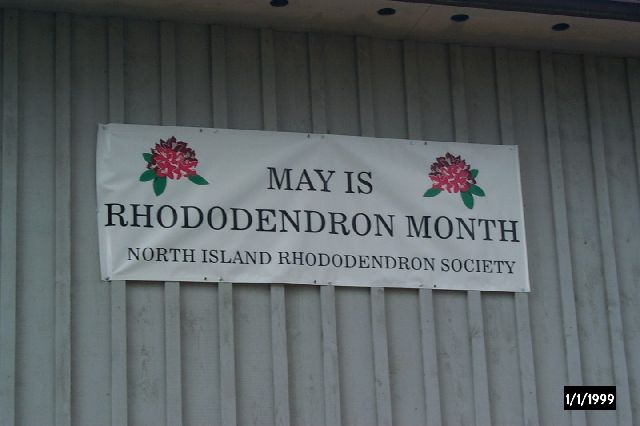 MAY IS
RHODODENDRON MONTH
NORTH ISLAND RHODODENDRON SOCIETY
1/1/1999